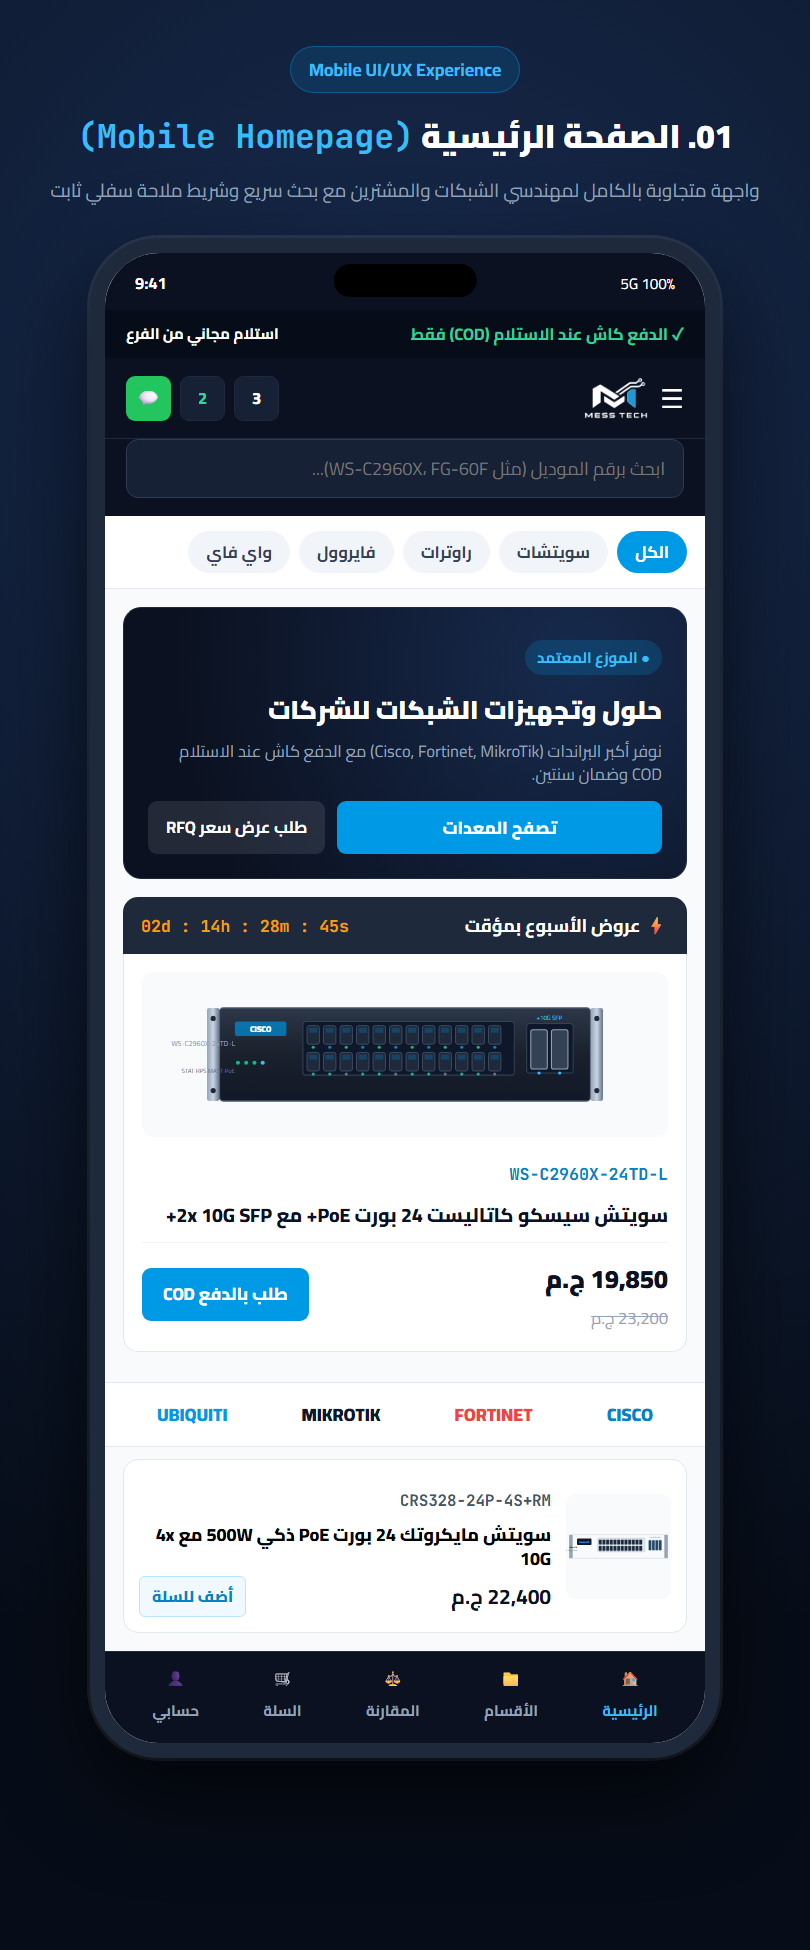 Mobile UI/UX Experience
01. الصفحة الرئيسية (Mobile Homepage)
واجهة متجاوبة بالكامل لمهندسي الشبكات والمشترين مع بحث سريع وشريط ملاحة سفلي ثابت
9:41
5G 100%
✓ الدفع كاش عند الاستلام (COD) فقط
استلام مجاني من الفرع
MESS TECH
3
2
ابحث برقم الموديل (مثل WS-C2960X، FG-60F)...
الكل
سويتشات
راوترات
فايروول
واي فاي
● الموزع المعتمد
حلول وتجهيزات الشبكات للشركات
نوفر أكبر البراندات (Cisco, Fortinet, MikroTik) مع الدفع كاش عند الاستلام
COD وضمان سنتين.
تصفح المعدات
طلب عرض سعر RFQ
عروض الأسبوع بمؤقت
02d : 14h : 28m : 45s
CISCO
+10G SFP
WS-C2960X-24TD-L
سويتش سيسكو كاتاليست 24 بورت PoE+ مع 2x 10G SFP+
19,850 ج.م
23,200 ج.م
طلب بالدفع COD
CISCO
FORTINET
MIKROTIK
UBIQUITI
CRS328-24P-4S+RM
سويتش مايكروتك 24 بورت PoE ذكي 500W مع 4x
10G
22,400 ج.م
أضف للسلة
الرئيسية
الأقسام
المقارنة
السلة
حسابي